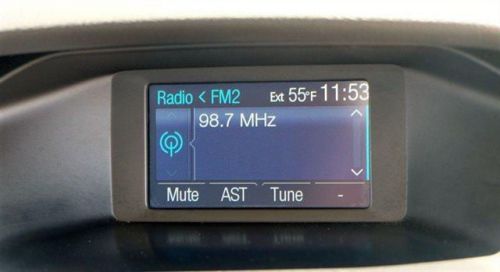 Radio < FM2 Ext 55°F 11:53
98.7 MHz
Mute AST Tune -